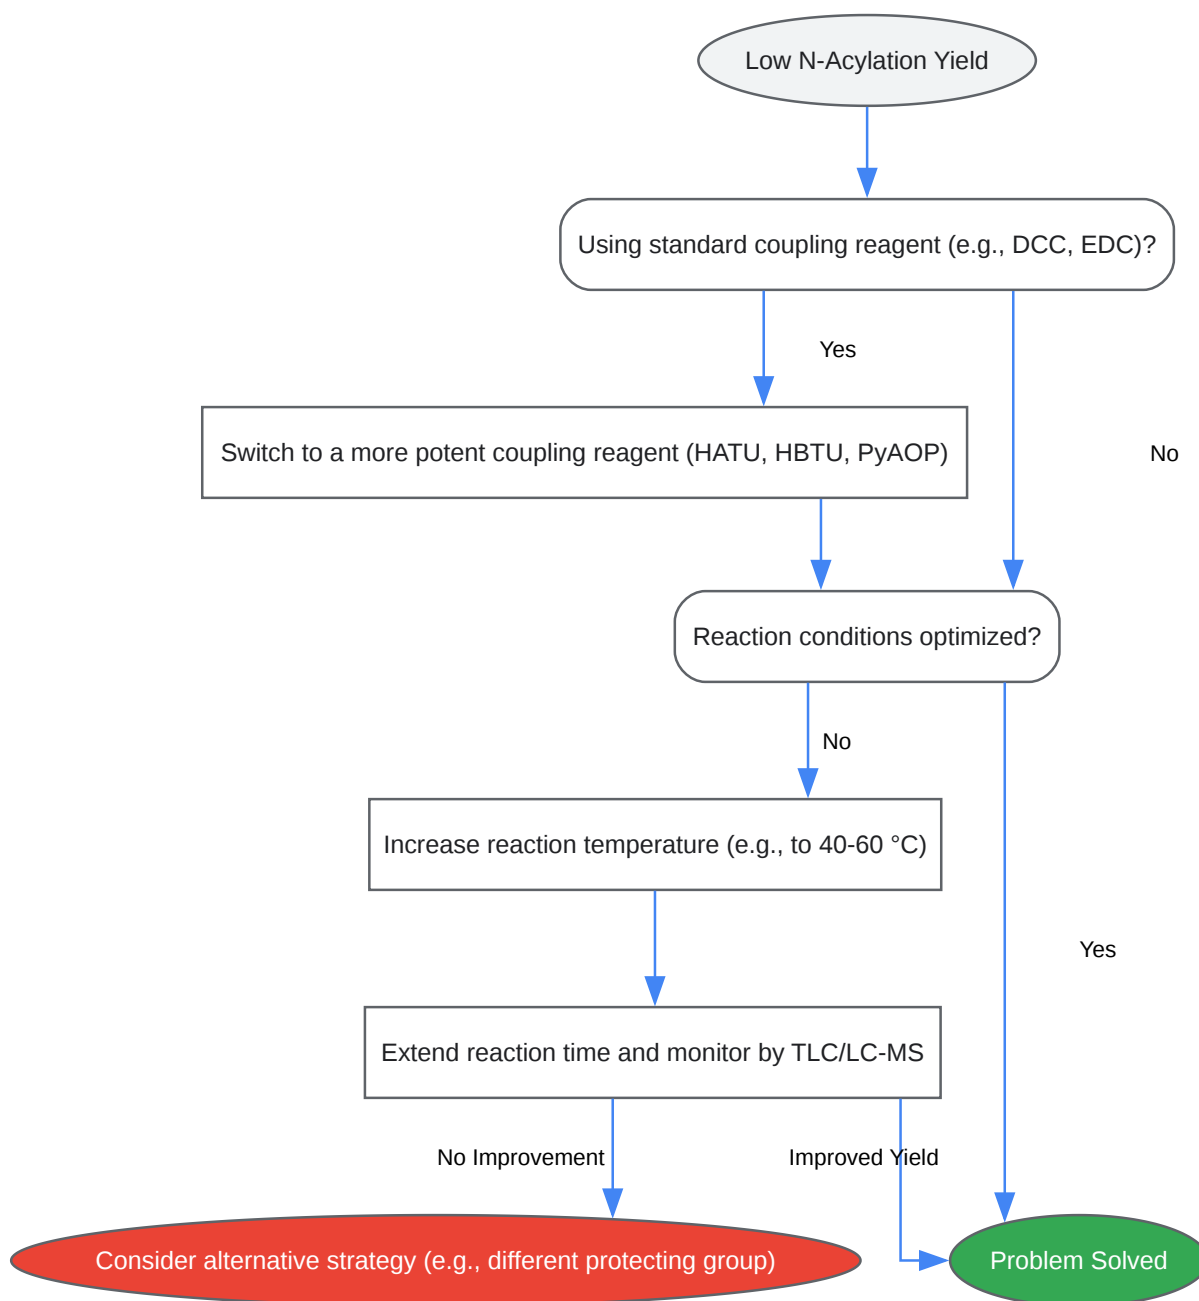 Low N-Acylation Yield
Using standard coupling reagent (e.g., DCC, EDC)?
Yes
Switch to a more potent coupling reagent (HATU, HBTU, PyAOP)
No
Reaction conditions optimized?
No
Increase reaction temperature (e.g., to 40-60 °C)
Yes
Extend reaction time and monitor by TLC/LC-MS
No Improvement
Improved Yield
Consider alternative strategy (e.g., different protecting group)
Problem Solved